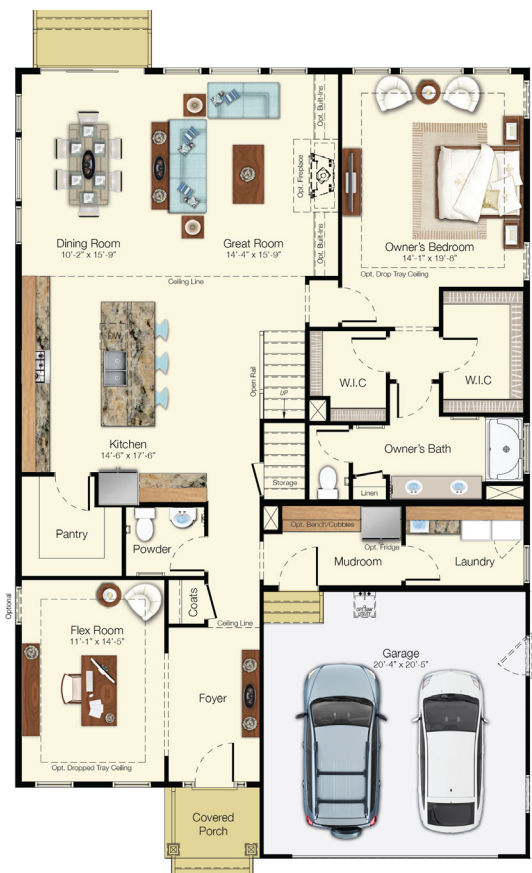 Opt. Built-Ins
Opt. Fireplace
Opt. Built-Ins
Dining Room
10'-2" x 15'-9"
Great Room
14'-4" x 15'-9"
Owner's Bedroom
14'-1" x 19'-8"
Opt. Drop Tray Ceiling
Ceiling Line
DW
Open Rail
UP
W.I.C
W.I.C
Kitchen
14'-6" x 17'-6"
Owner's Bath
Storage
Linen
Pantry
Powder
Opt. Bench/Cubbies
Opt. Fridge
Mudroom
Laundry
Optional
Coats
Ceiling Line
Flex Room
11'-1" x 14'-5"
Foyer
Garage
20'-4" x 20'-5"
Opt. Dropped Tray Ceiling
Covered
Porch